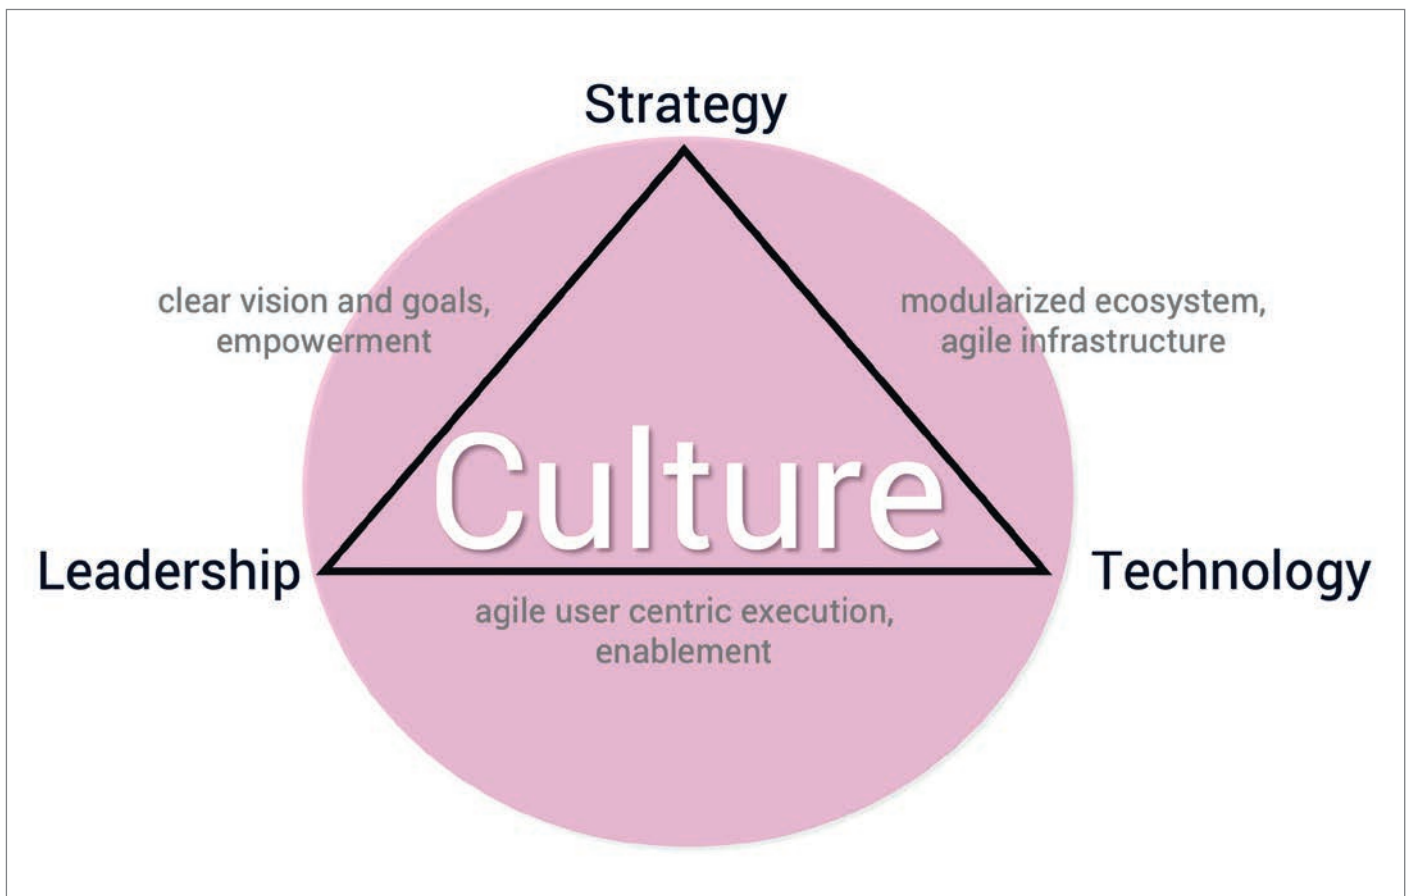 Strategy
clear vision and goals,
empowerment
modularized ecosystem,
agile infrastructure
Culture
Leadership
Technology
agile user centric execution,
enablement